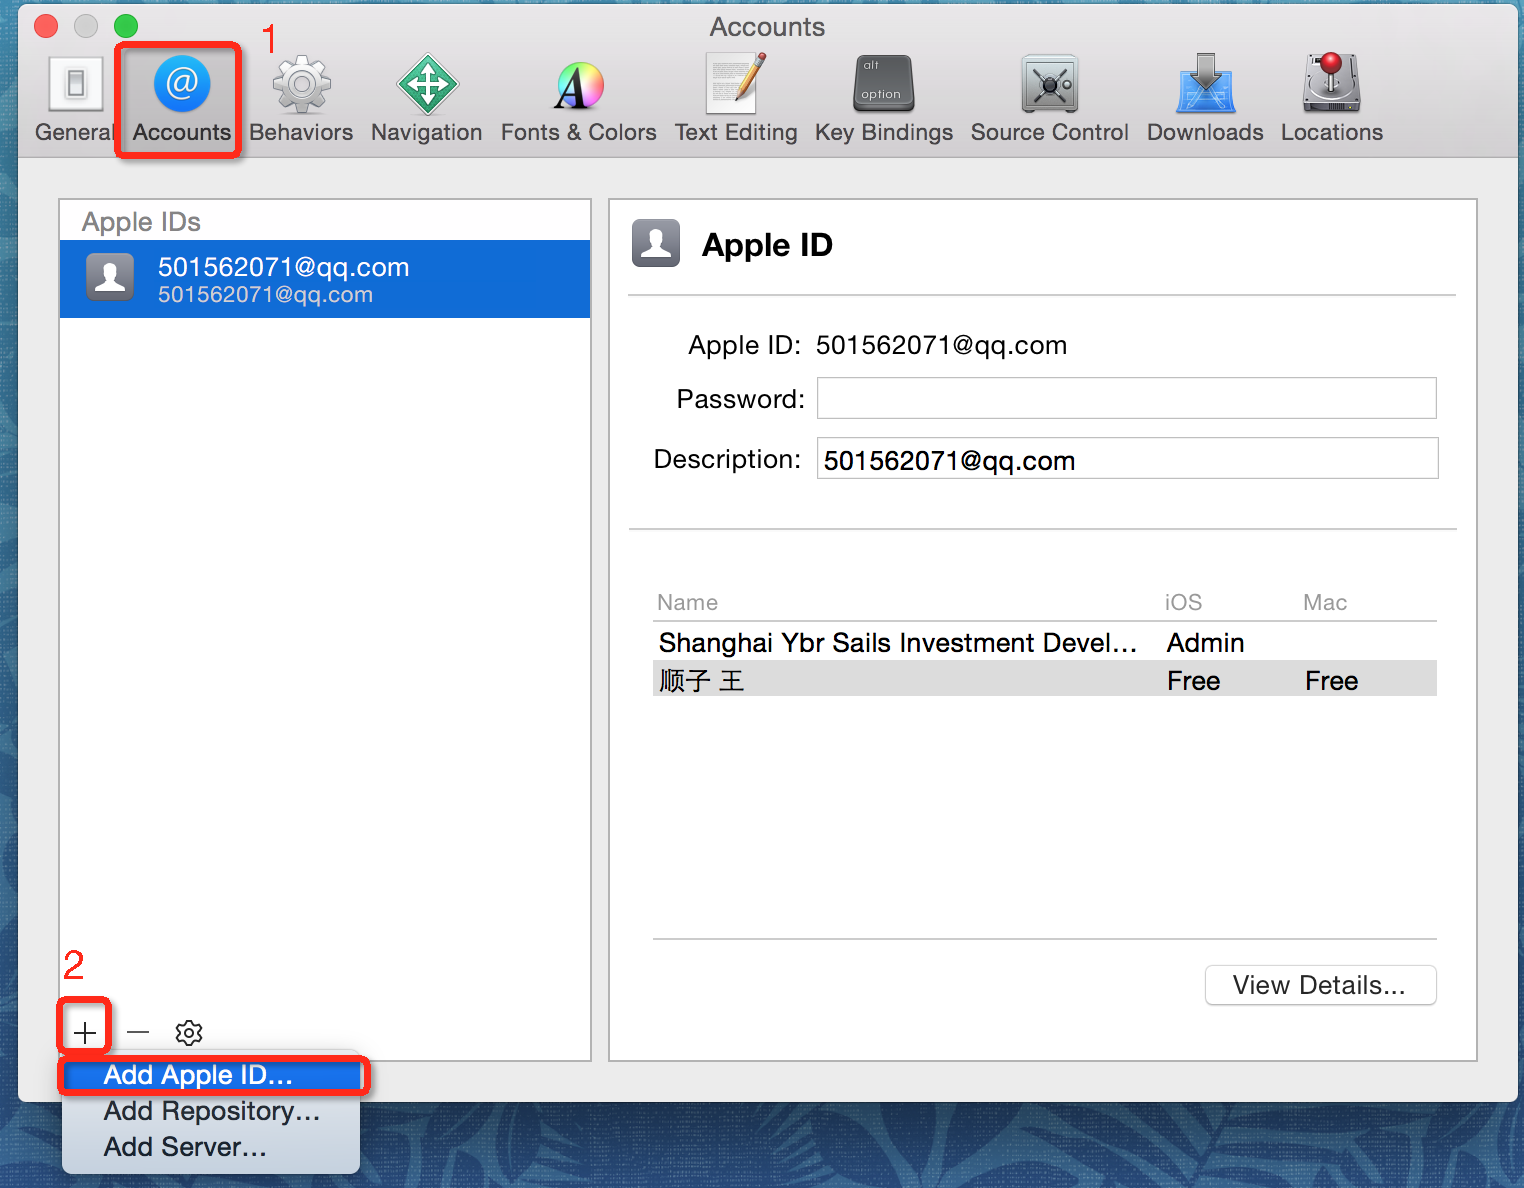 Accounts
1
General
Accounts
Behaviors
Navigation
Fonts & Colors
Text Editing
alt
option
Key Bindings
Source Control
Downloads
Locations
Apple IDs
501562071@qq.com
501562071@qq.com
Apple ID
Apple ID: 501562071@qq.com
Password:
Description: 501562071@qq.com
Name iOS Mac
Shanghai Ybr Sails Investment Devel... Admin
顺子 王 Free Free
View Details...
2
Add Apple ID...
Add Repository...
Add Server...